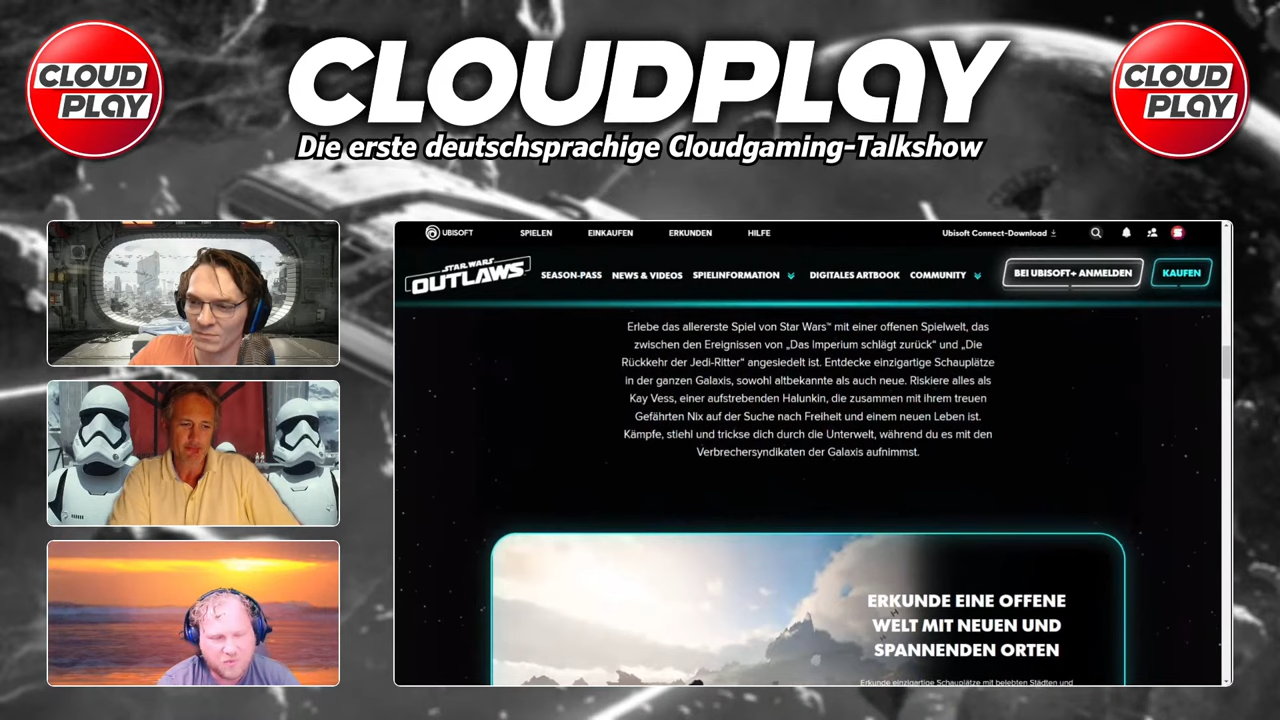 CLOUD
PLAY
CLOUDPLAY
Die erste deutschsprachige Cloudgaming-Talkshow
CLOUD
PLAY
UBISOFT SPIELEN EINKAUFEN ERKUNDEN HILFE Ubisoft Connect-Download
STAR WARS
OUTLAWS
SEASON-PASS NEWS & VIDEOS SPIELINFORMATION DIGITALES ARTBOOK COMMUNITY BEI UBISOFT+ ANMELDEN KAUFEN
Erlebe das allererste Spiel von Star Wars™ mit einer offenen Spielwelt, das
zwischen den Ereignissen von „Das Imperium schlägt zurück“ und „Die
Rückkehr der Jedi-Ritter“ angesiedelt ist. Entdecke einzigartige Schauplätze
in der ganzen Galaxis, sowohl altbekannte als auch neue. Riskiere alles als
Kay Vess, einer aufstrebenden Halunkin, die zusammen mit ihrem treuen
Gefährten Nix auf der Suche nach Freiheit und einem neuen Leben ist.
Kämpfe, stiehl und trickse dich durch die Unterwelt, während du es mit den
Verbrechersyndikaten der Galaxis aufnimmst.
ERKUNDE EINE OFFENE
WELT MIT NEUEN UND
SPANNENDEN ORTEN
Erkunde einzigartige Schauplätze mit belebten Städten und